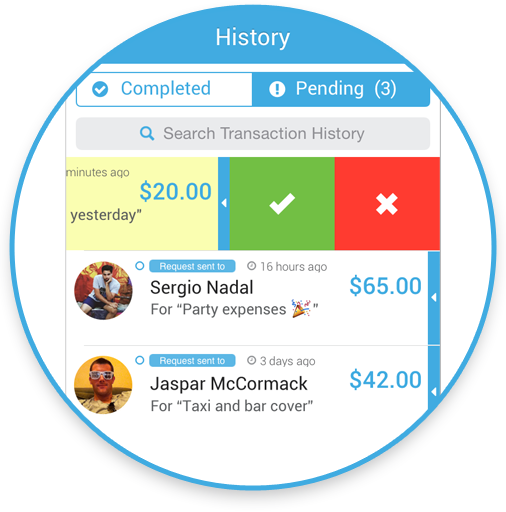 History
Completed
Pending (3)
Search Transaction History
minutes ago
$20.00
yesterday”
Request sent to 16 hours ago
Sergio Nadal
$65.00
For “Party expenses 🎉”
Request sent to 3 days ago
Jaspar McCormack
$42.00
For “Taxi and bar cover”